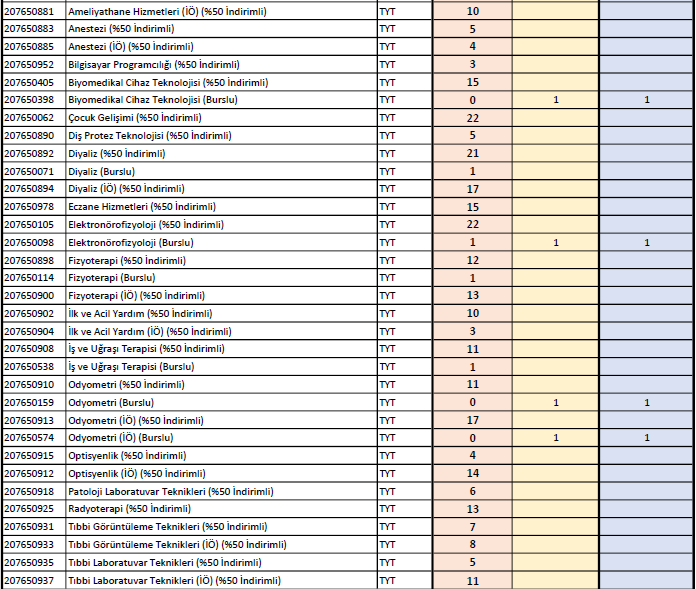 207650881 Ameliyathane Hizmetleri (İÖ) (%50 İndirimli) TYT 10
207650883 Anestezi (%50 İndirimli) TYT 5
207650885 Anestezi (İÖ) (%50 İndirimli) TYT 4
207650952 Bilgisayar Programcılığı (%50 İndirimli) TYT 3
207650405 Biyomedikal Cihaz Teknolojisi (%50 İndirimli) TYT 15
207650398 Biyomedikal Cihaz Teknolojisi (Burslu) TYT 0 1 1
207650062 Çocuk Gelişimi (%50 İndirimli) TYT 22
207650890 Diş Protez Teknolojisi (%50 İndirimli) TYT 5
207650892 Diyaliz (%50 İndirimli) TYT 21
207650071 Diyaliz (Burslu) TYT 1
207650894 Diyaliz (İÖ) (%50 İndirimli) TYT 17
207650978 Eczane Hizmetleri (%50 İndirimli) TYT 15
207650105 Elektronörofizyoloji (%50 İndirimli) TYT 22
207650098 Elektronörofizyoloji (Burslu) TYT 1 1 1
207650898 Fizyoterapi (%50 İndirimli) TYT 12
207650114 Fizyoterapi (Burslu) TYT 1
207650900 Fizyoterapi (İÖ) (%50 İndirimli) TYT 13
207650902 İlk ve Acil Yardım (%50 İndirimli) TYT 10
207650904 İlk ve Acil Yardım (İÖ) (%50 İndirimli) TYT 3
207650908 İş ve Uğraşı Terapisi (%50 İndirimli) TYT 11
207650538 İş ve Uğraşı Terapisi (Burslu) TYT 1
207650910 Odyometri (%50 İndirimli) TYT 11
207650159 Odyometri (Burslu) TYT 0 1 1
207650913 Odyometri (İÖ) (%50 İndirimli) TYT 17
207650574 Odyometri (İÖ) (Burslu) TYT 0 1 1
207650915 Optisyenlik (%50 İndirimli) TYT 4
207650912 Optisyenlik (İÖ) (%50 İndirimli) TYT 14
207650918 Patoloji Laboratuvar Teknikleri (%50 İndirimli) TYT 6
207650925 Radyoterapi (%50 İndirimli) TYT 13
207650931 Tıbbi Görüntüleme Teknikleri (%50 İndirimli) TYT 7
207650933 Tıbbi Görüntüleme Teknikleri (İÖ) (%50 İndirimli) TYT 8
207650935 Tıbbi Laboratuvar Teknikleri (%50 İndirimli) TYT 5
207650937 Tıbbi Laboratuvar Teknikleri (İÖ) (%50 İndirimli) TYT 11